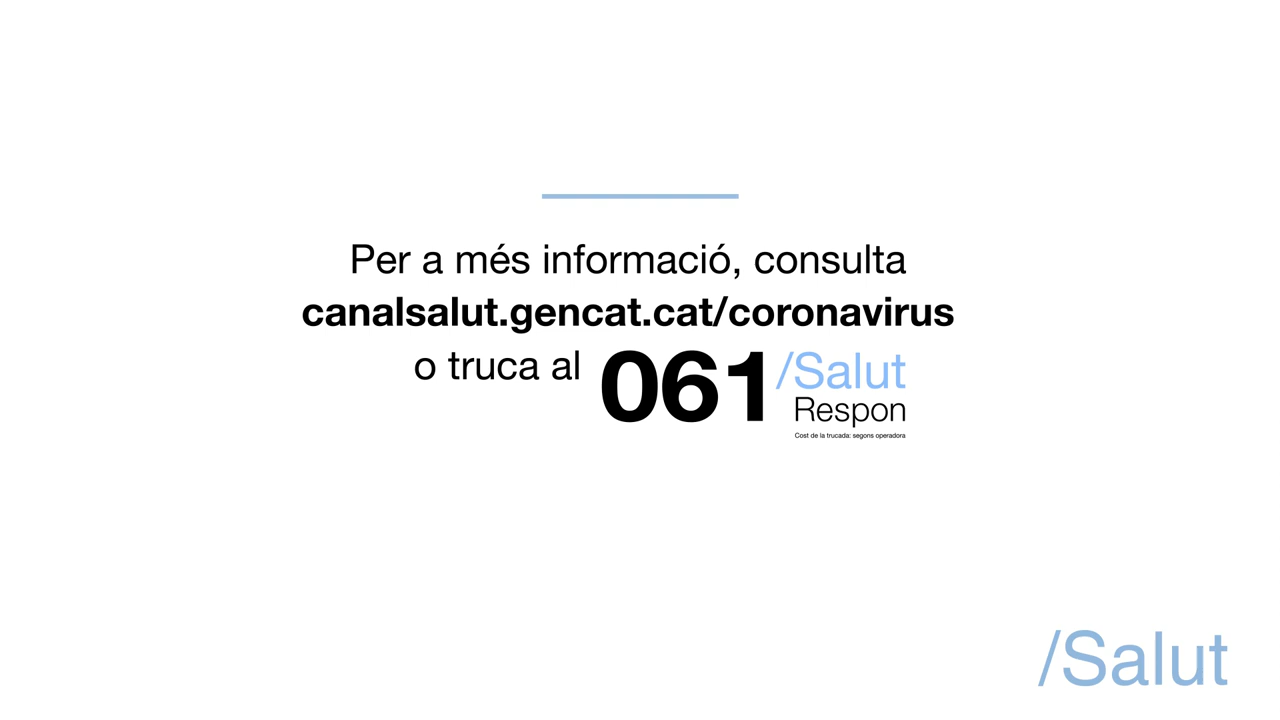 Per a més informació, consulta
canalsalut.gencat.cat/coronavirus
o truca al 061 /Salut
Respon
Cost de la trucada: segons operadora
/Salut